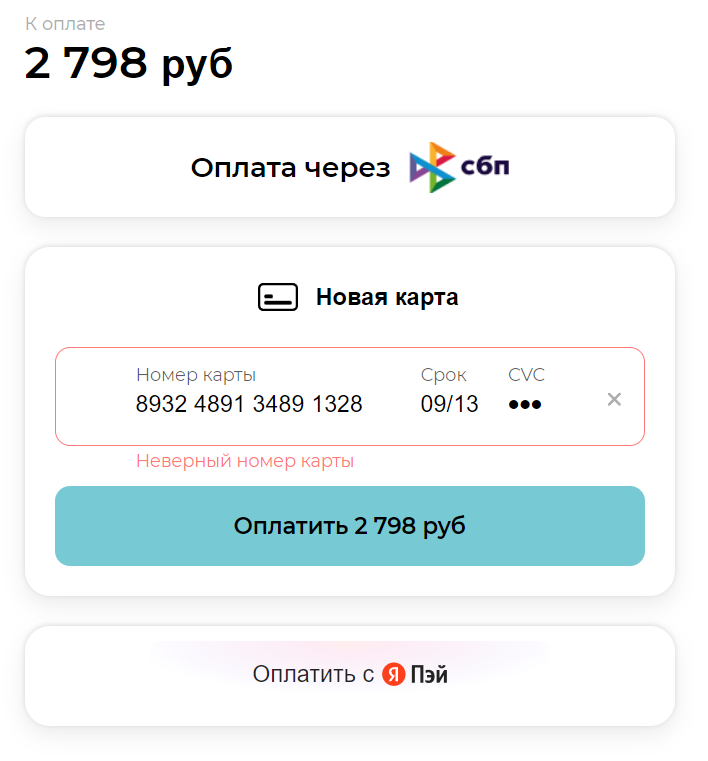 К оплате
2 798 руб
Оплата через сбп
Новая карта
Номер карты Срок CVC
8932 4891 3489 1328 09/13 •••
Неверный номер карты
Оплатить 2 798 руб
Оплатить с Я Пэй